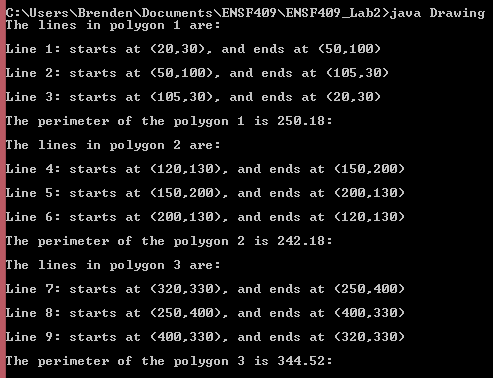 C:\Users\Brenden\Documents\ENSF409\ENSF409_Lab2>java Drawing
The lines in polygon 1 are:
Line 1: starts at (20,30), and ends at (50,100)
Line 2: starts at (50,100), and ends at (105,30)
Line 3: starts at (105,30), and ends at (20,30)
The perimeter of the polygon 1 is 250.18:
The lines in polygon 2 are:
Line 4: starts at (120,130), and ends at (150,200)
Line 5: starts at (150,200), and ends at (200,130)
Line 6: starts at (200,130), and ends at (120,130)
The perimeter of the polygon 2 is 242.18:
The lines in polygon 3 are:
Line 7: starts at (320,330), and ends at (250,400)
Line 8: starts at (250,400), and ends at (400,330)
Line 9: starts at (400,330), and ends at (320,330)
The perimeter of the polygon 3 is 344.52: